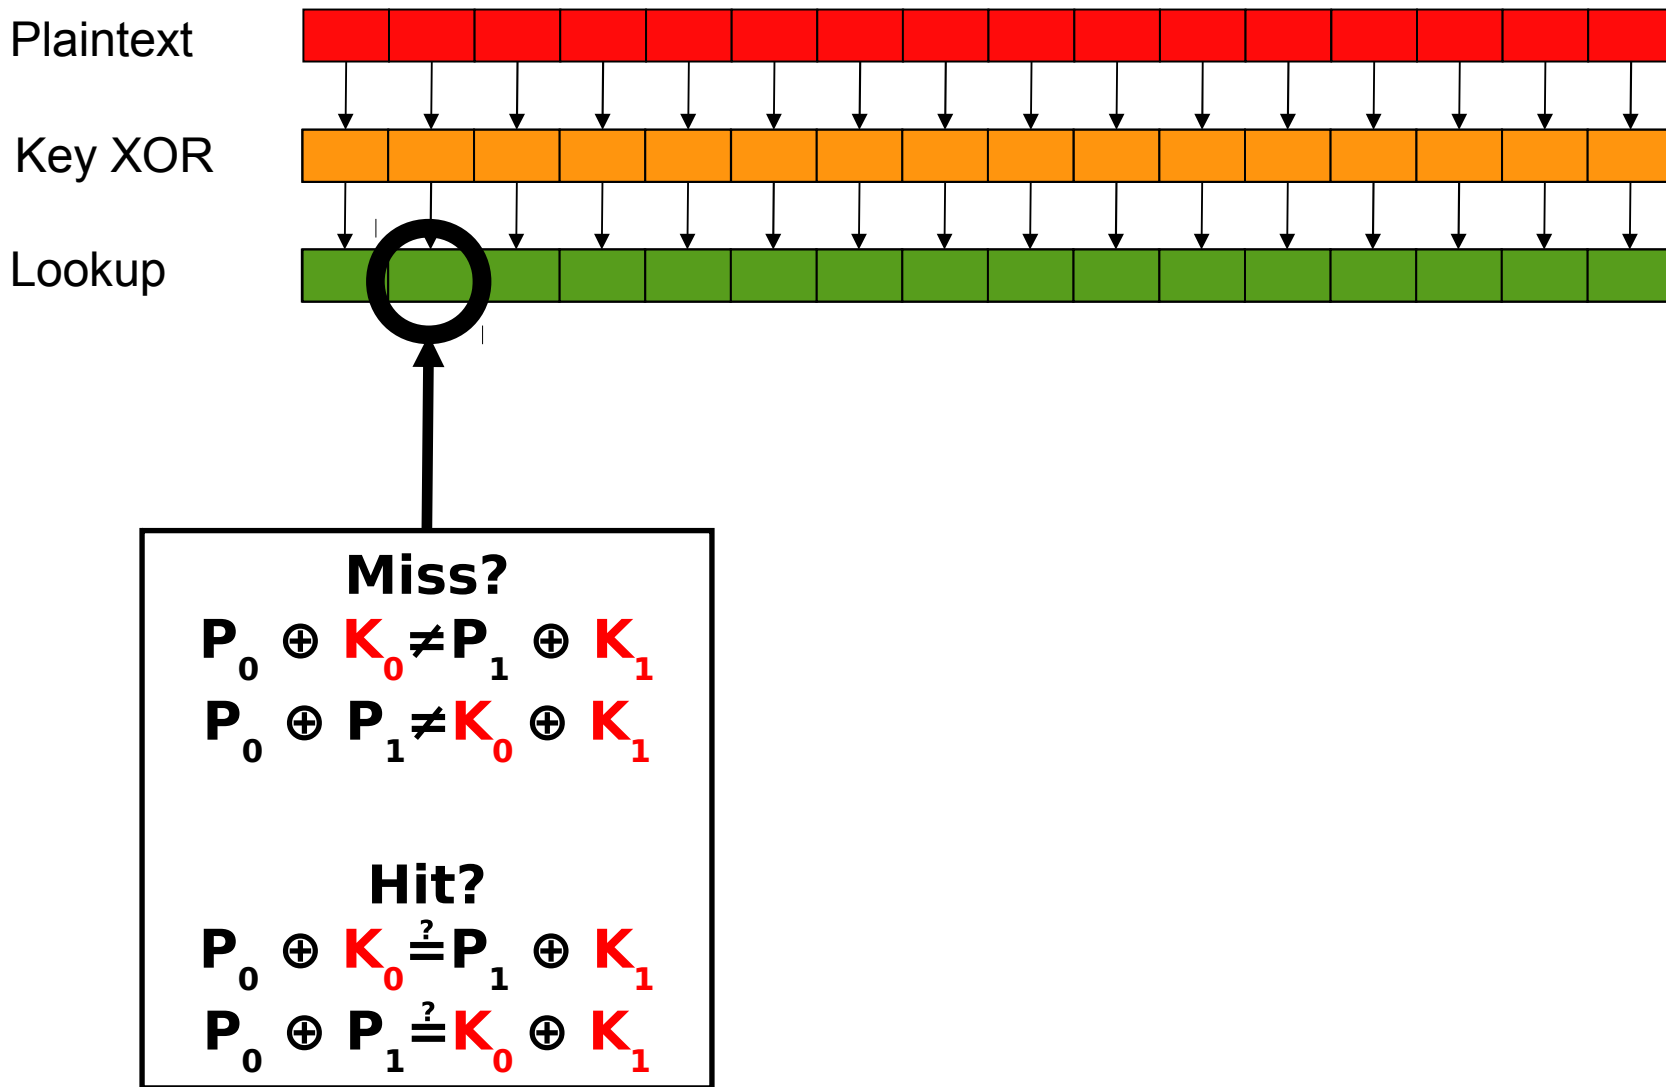 Plaintext
Key XOR
Lookup
Miss?
P₀ ⊕ K₀≠P₁ ⊕ K₁
P₀ ⊕ P₁≠K₀ ⊕ K₁
Hit?
P₀ ⊕ K₀≟P₁ ⊕ K₁
P₀ ⊕ P₁≟K₀ ⊕ K₁